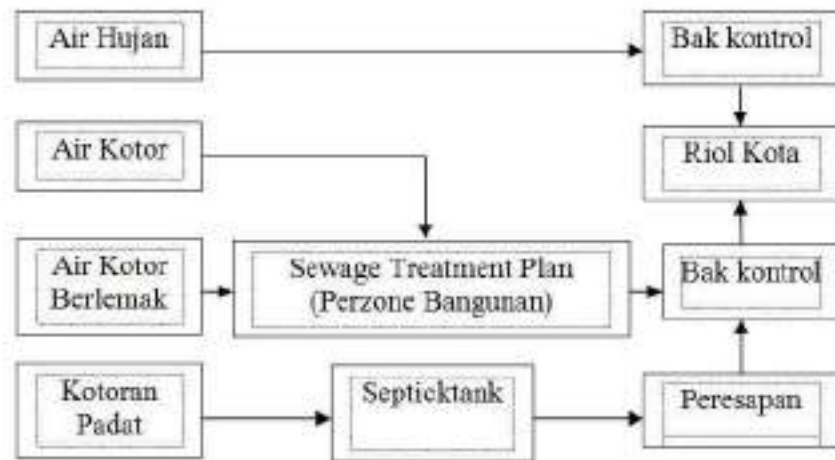 Air Hujan
Bak kontrol
Air Kotor
Riol Kota
Air Kotor
Berlemak
Sewage Treatment Plan
(Perzone Bangunan)
Bak kontrol
Kotoran
Padat
Septicktank
Peresapan